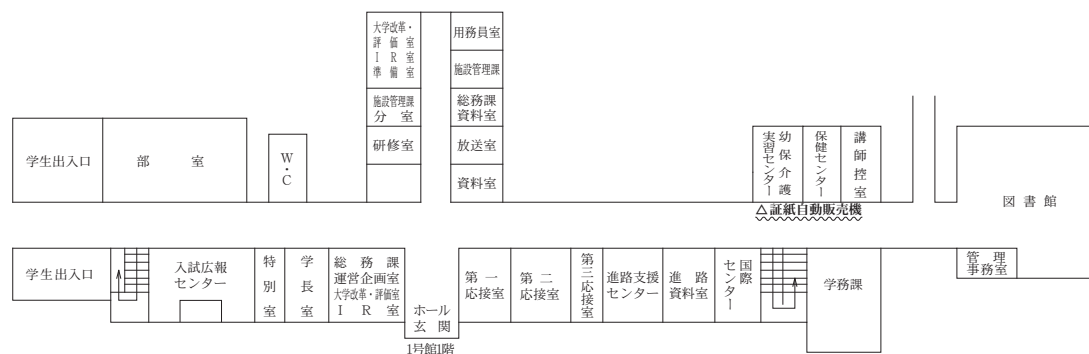 大学改革・
評価室
IR
準備室
用務員室
施設管理課
施設管理課
分室
総務課
資料室
研修室
放送室
資料室
学生出入口
部室
W・C
幼保介護
実習センター
保健センター
講師控室
△証紙自動販売機
図書館
学生出入口
入試広報
センター
特別室
学長室
総務課
運営企画室
大学改革・評価室
IR室
ホール
玄関
第一
応接室
第二
応接室
第三応接室
進路支援
センター
進路
資料室
国際
センター
学務課
管理
事務室
1号館1階